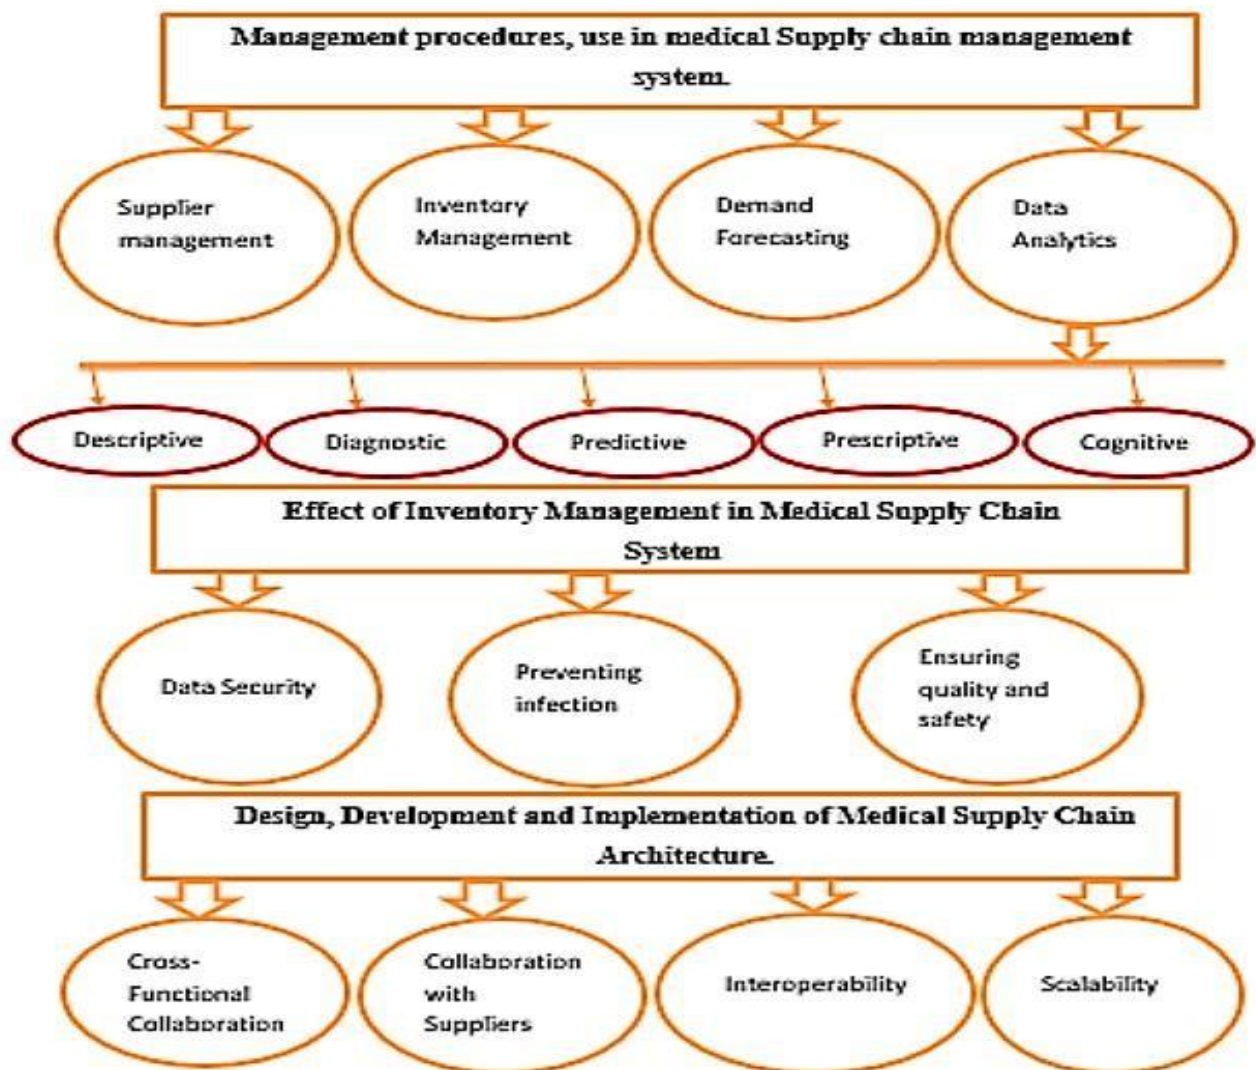 Management procedures, use in medical Supply chain management
system.
Supplier
management
Inventory
Management
Demand
Forecasting
Data
Analytics
Descriptive
Diagnostic
Predictive
Prescriptive
Cognitive
Effect of Inventory Management in Medical Supply Chain
System
Data Security
Preventing
infection
Ensuring
quality and
safety
Design, Development and Implementation of Medical Supply Chain
Architecture.
Cross-
Functional
Collaboration
Collaboration
with
Suppliers
Interoperability
Scalability